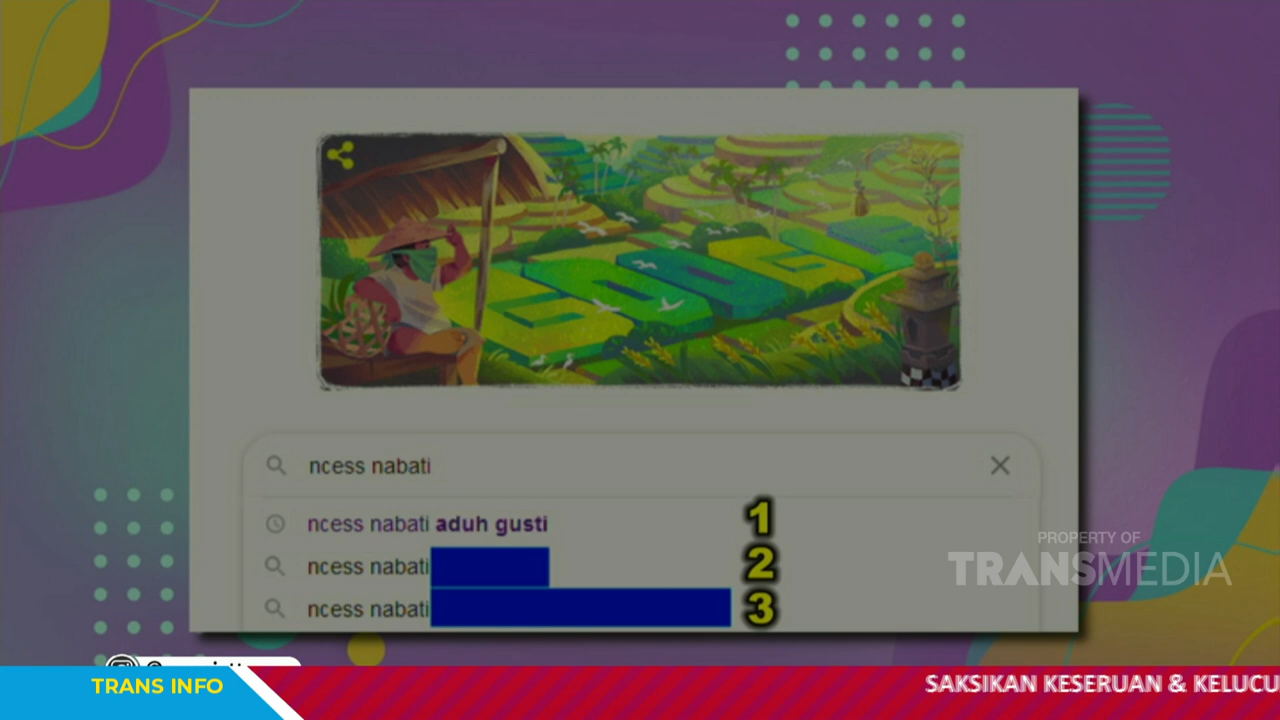 GOOGLE
ncess nabati
ncess nabati aduh gusti 1
ncess nabati 2
ncess nabati 3
PROPERTY OF
TRANSMEDIA
TRANS INFO
SAKSIKAN KESERUAN & KELUCU